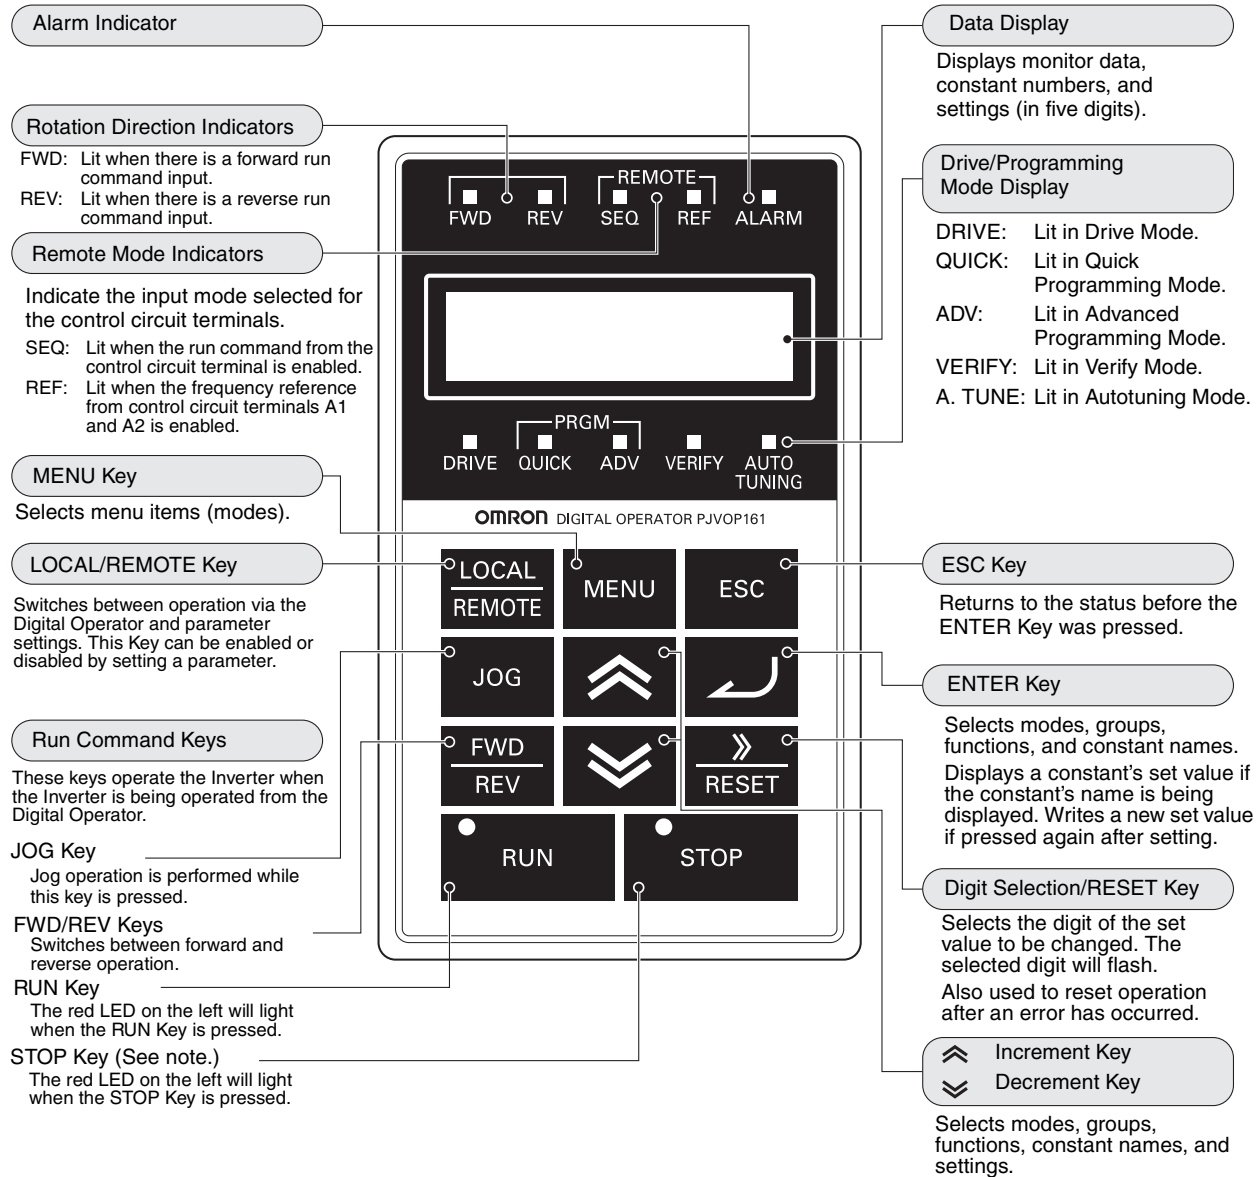 Alarm Indicator
Rotation Direction Indicators
FWD: Lit when there is a forward run
command input.
REV: Lit when there is a reverse run
command input.
Remote Mode Indicators
Indicate the input mode selected for
the control circuit terminals.
SEQ: Lit when the run command from the
control circuit terminal is enabled.
REF: Lit when the frequency reference
from control circuit terminals A1
and A2 is enabled.
MENU Key
Selects menu items (modes).
LOCAL/REMOTE Key
Switches between operation via the
Digital Operator and parameter
settings. This Key can be enabled or
disabled by setting a parameter.
Run Command Keys
These keys operate the Inverter when
the Inverter is being operated from the
Digital Operator.
JOG Key
Jog operation is performed while
this key is pressed.
FWD/REV Keys
Switches between forward and
reverse operation.
RUN Key
The red LED on the left will light
when the RUN Key is pressed.
STOP Key (See note.)
The red LED on the left will light
when the STOP Key is pressed.
REMOTE
FWD REV SEQ REF ALARM
PRGM
DRIVE QUICK ADV VERIFY AUTO
TUNING
OMRON DIGITAL OPERATOR PJVOP161
LOCAL
REMOTE
MENU
ESC
JOG
FWD
REV
RESET
RUN
STOP
Data Display
Displays monitor data,
constant numbers, and
settings (in five digits).
Drive/Programming
Mode Display
DRIVE: Lit in Drive Mode.
QUICK: Lit in Quick
Programming Mode.
ADV: Lit in Advanced
Programming Mode.
VERIFY: Lit in Verify Mode.
A. TUNE: Lit in Autotuning Mode.
ESC Key
Returns to the status before the
ENTER Key was pressed.
ENTER Key
Selects modes, groups,
functions, and constant names.
Displays a constant's set value if
the constant's name is being
displayed. Writes a new set value
if pressed again after setting.
Digit Selection/RESET Key
Selects the digit of the set
value to be changed. The
selected digit will flash.
Also used to reset operation
after an error has occurred.
Increment Key
Decrement Key
Selects modes, groups,
functions, constant names, and
settings.